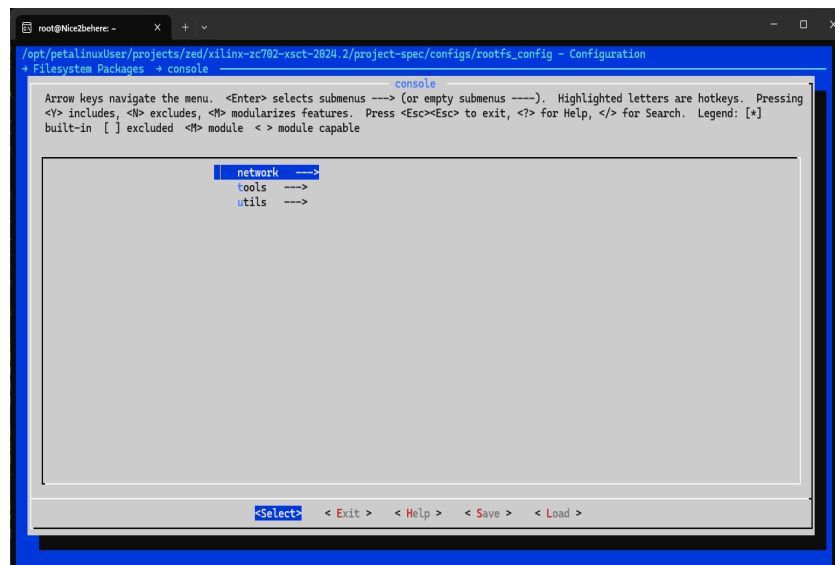 root@Nice2behere: ~
/opt/petalinuxUser/projects/zed/xilinx-zc702-xsct-2024.2/project-spec/configs/rootfs_config - Configuration
→ Filesystem Packages → console
console
Arrow keys navigate the menu. <Enter> selects submenus ---> (or empty submenus ----). Highlighted letters are hotkeys. Pressing
<Y> includes, <N> excludes, <M> modularizes features. Press <Esc><Esc> to exit, <?> for Help, </> for Search. Legend: [*]
built-in [ ] excluded <M> module < > module capable
network --->
tools --->
utils --->
<Select> < Exit > < Help > < Save > < Load >